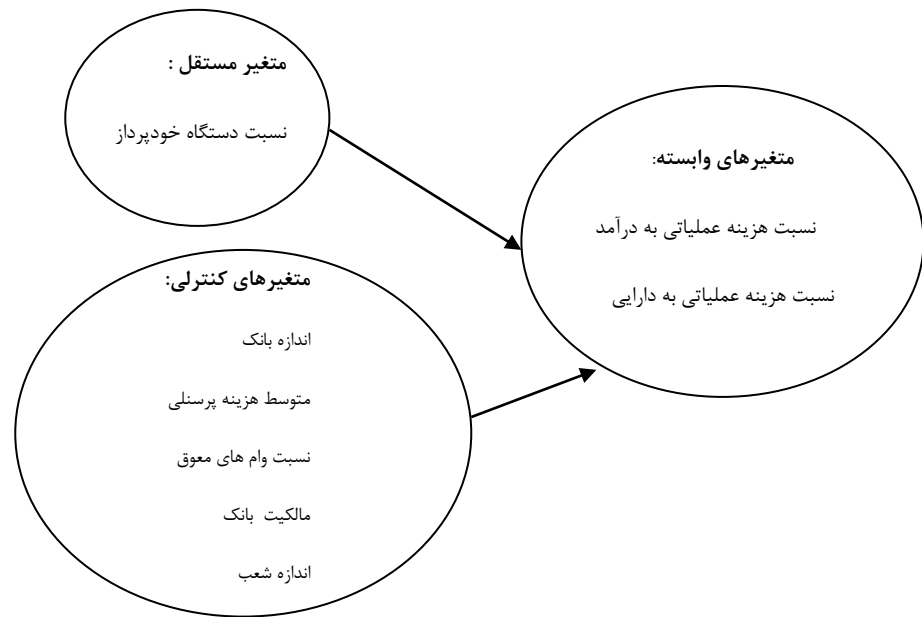 متغیر مستقل :
نسبت دستگاه خودپرداز
متغیرهای وابسته:
نسبت هزینه عملیاتی به درآمد
نسبت هزینه عملیاتی به دارایی
متغیرهای کنترلی:
اندازه بانک
متوسط هزینه پرسنلی
نسبت وام های معوق
مالکیت بانک
اندازه شعب